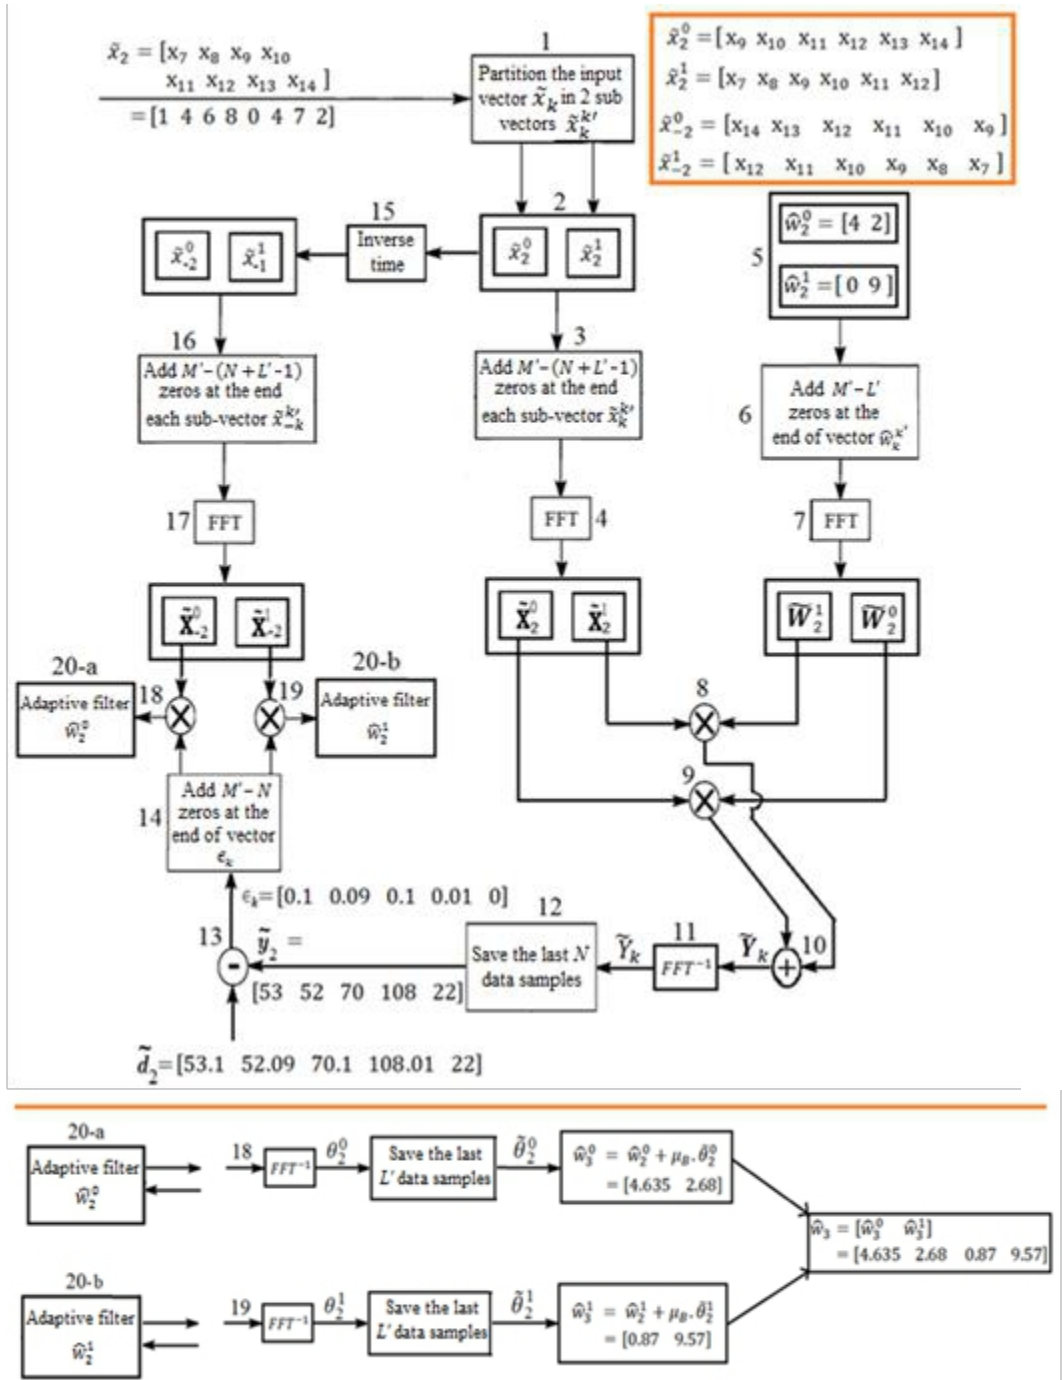 x̃₂ = [x₇ x₈ x₉ x₁₀
x₁₁ x₁₂ x₁₃ x₁₄ ]
= [1 4 6 8 0 4 7 2]
1
Partition the input
vector x̃ₖ in 2 sub
vectors x̃ₖᵏ′
x̃₂⁰ = [x₉ x₁₀ x₁₁ x₁₂ x₁₃ x₁₄ ]
x̃₂¹ = [x₇ x₈ x₉ x₁₀ x₁₁ x₁₂]
x̃₋₂⁰ = [x₁₄ x₁₃ x₁₂ x₁₁ x₁₀ x₉ ]
x̃₋₂¹ = [ x₁₂ x₁₁ x₁₀ x₉ x₈ x₇ ]
x̃₋₂⁰ x̃₋₁¹
15
Inverse
time
2
x̃₂⁰ x̃₂¹
5
ŵ₂⁰ = [4 2]
ŵ₂¹ = [ 0 9 ]
16
Add M′−(N+L′-1)
zeros at the end
each sub-vector x̃₋ₖᵏ′
3
Add M′−(N+L′-1)
zeros at the end
each sub-vector x̃ₖᵏ′
6
Add M′−L′
zeros at the
end of vector ŵₖᵏ′
17 FFT
FFT 4
7 FFT
X̃₋₂⁰ X̃₋₂¹
X̃₂⁰ X̃₂¹
W̃₂¹ W̃₂⁰
20-a
Adaptive filter
ŵ₂⁰
18
19
20-b
Adaptive filter
ŵ₂¹
8
9
14
Add M′−N
zeros at the
end of vector
ϵₖ
ϵₖ= [0.1 0.09 0.1 0.01 0]
13
-
ỹ₂ =
[53 52 70 108 22]
12
Save the last N
data samples
Ỹₖ
11
FFT⁻¹
Ỹₖ
10
+
d̃₂= [53.1 52.09 70.1 108.01 22]
20-a
Adaptive filter
ŵ₂⁰
18
FFT⁻¹
θ₂⁰
Save the last
L′ data samples
θ̃₂⁰
ŵ₃⁰ = ŵ₂⁰ + μ_B. θ̃₂⁰
= [4.635 2.68]
ŵ₃ = [ŵ₃⁰ ŵ₃¹]
= [4.635 2.68 0.87 9.57]
20-b
Adaptive filter
ŵ₂¹
19
FFT⁻¹
θ₂¹
Save the last
L′ data samples
θ̃₂¹
ŵ₃¹ = ŵ₂¹ + μ_B. θ̃₂¹
= [0.87 9.57]